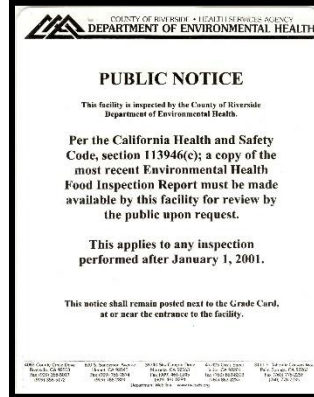 COUNTY OF RIVERSIDE • HEALTH SERVICES AGENCY
DEPARTMENT OF ENVIRONMENTAL HEALTH
PUBLIC NOTICE
This facility is inspected by the County of Riverside
Department of Environmental Health.
Per the California Health and Safety
Code, section 113946(c); a copy of the
most recent Environmental Health
Food Inspection Report must be made
available by this facility for review by
the public upon request.
This applies to any inspection
performed after January 1, 2001.
This notice shall remain posted next to the Grade Card,
at or near the entrance to the facility.